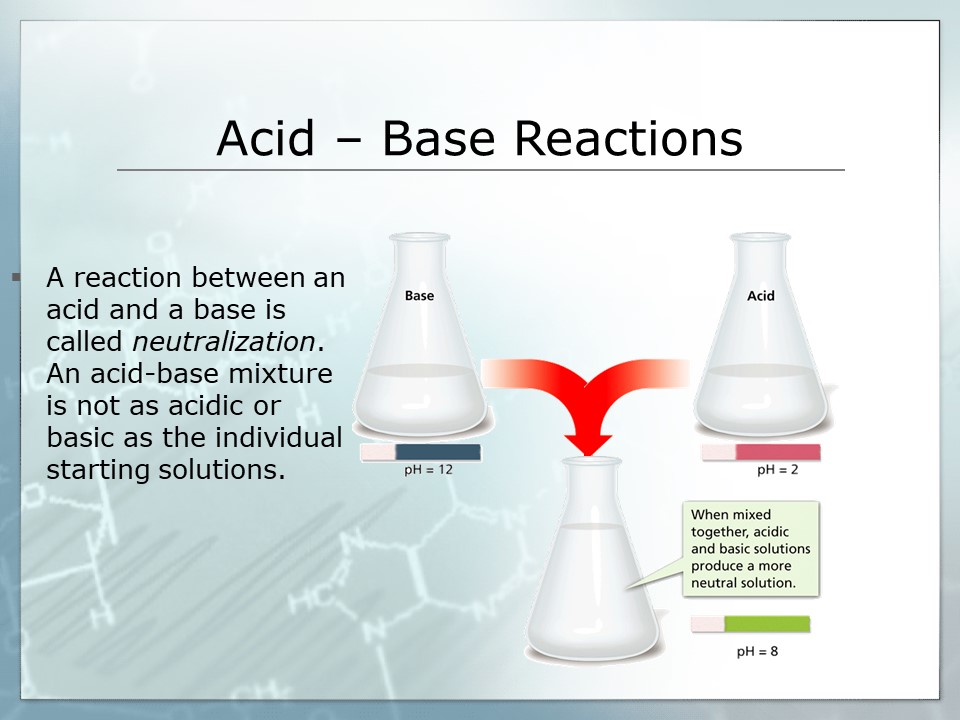 Acid – Base Reactions
▪ A reaction between an
acid and a base is
called neutralization.
An acid-base mixture
is not as acidic or
basic as the individual
starting solutions.
Base
Acid
pH = 12
pH = 2
When mixed
together, acidic
and basic solutions
produce a more
neutral solution.
pH = 8
HC
N
N
H
CH